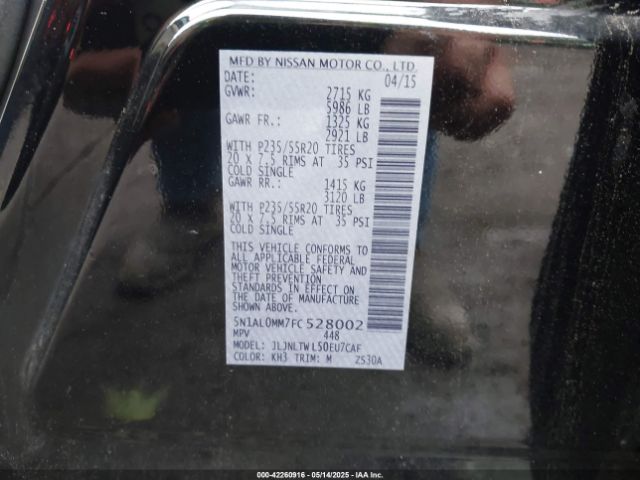 MFD BY NISSAN MOTOR CO., LTD.
DATE: 04/15
GVWR: 2715 KG
5986 LB
GAWR FR.: 1325 KG
2921 LB
WITH P235/55R20 TIRES
20 x 7.5 RIMS AT 35 PSI
COLD SINGLE
GAWR RR.: 1415 KG
3120 LB
WITH P235/55R20 TIRES
20 x 7.5 RIMS AT 35 PSI
COLD SINGLE
THIS VEHICLE CONFORMS TO
ALL APPLICABLE FEDERAL
MOTOR VEHICLE SAFETY AND
THEFT PREVENTION
STANDARDS IN EFFECT ON
THE DATE OF MANUFACTURE
SHOWN ABOVE.
5N1AL0MM7FC528002
MPV 448
MODEL: JLJNLTWL50EU7CAF
COLOR: KH3 TRIM: M ZS30A
000-42260916 - 05/14/2025 - IAA Inc.